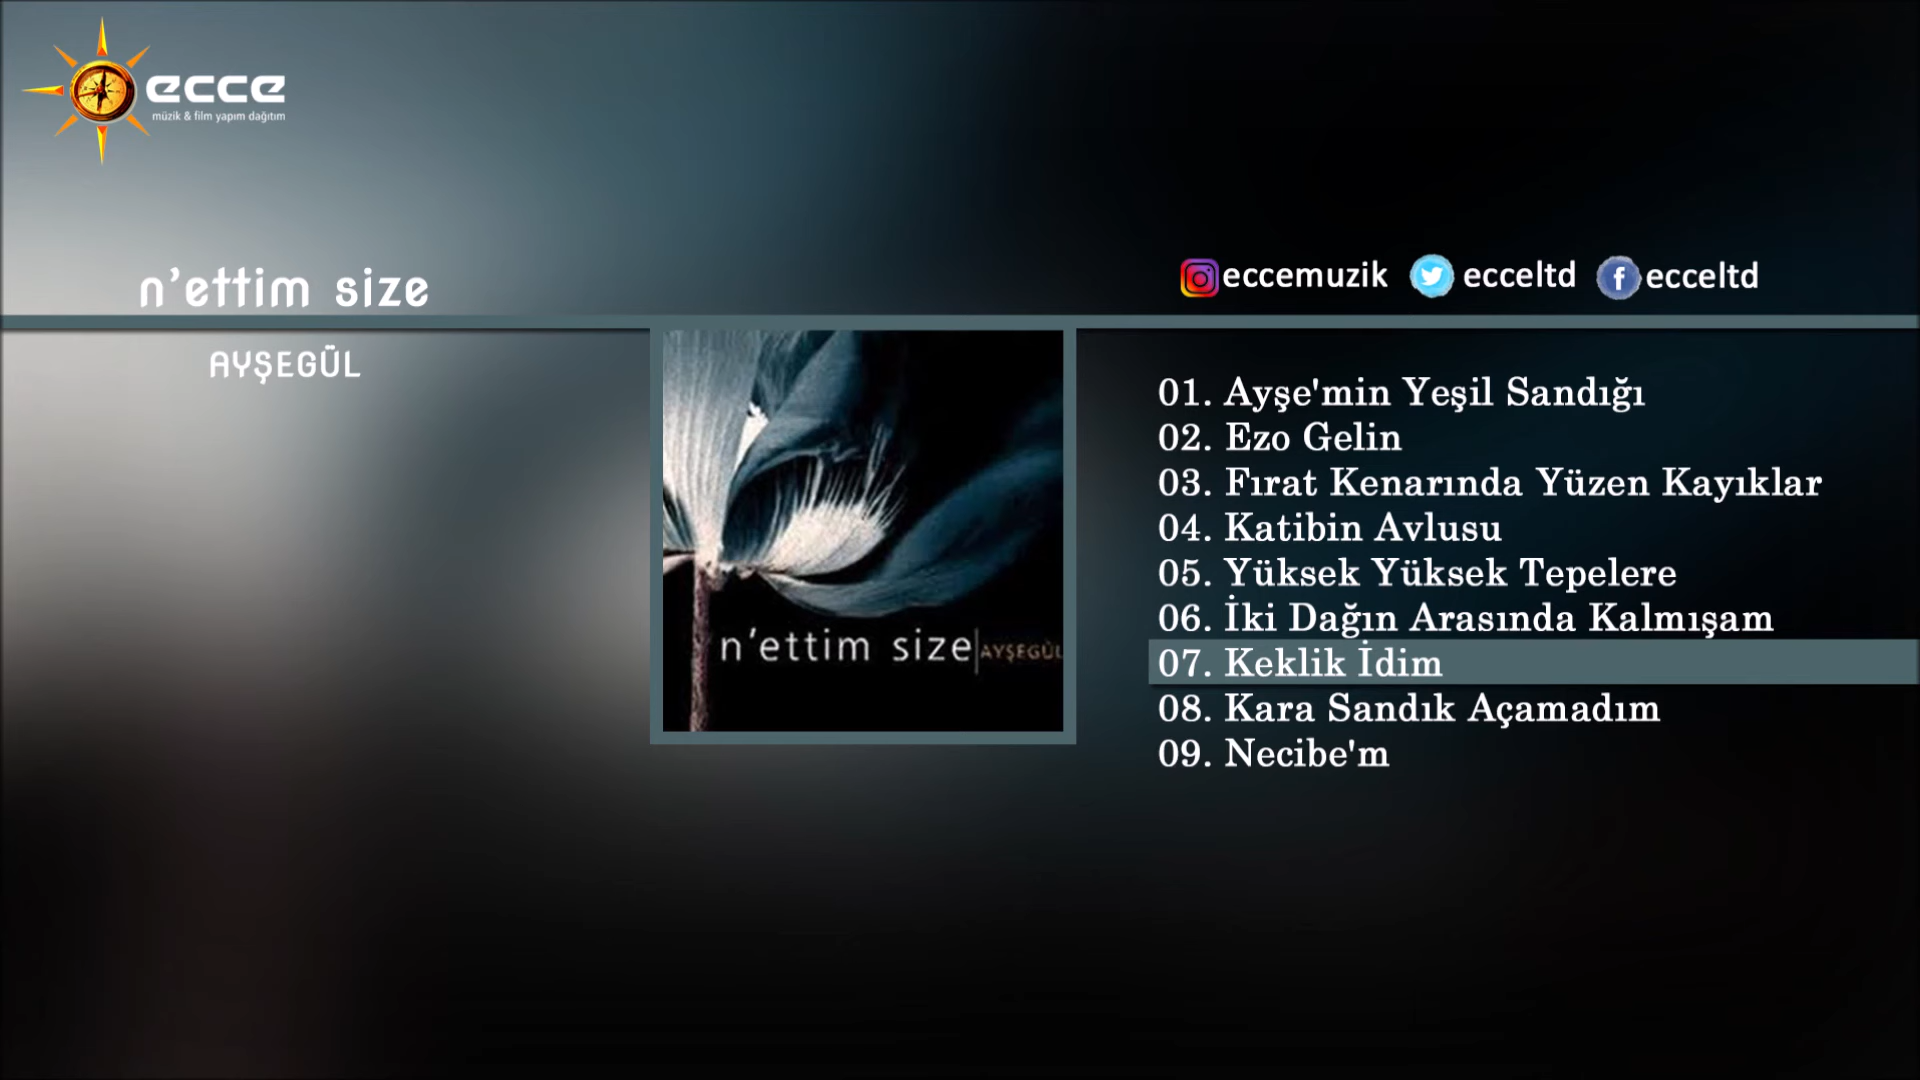 ecce
müzik & film yapım dağıtım
n'ettim size
AYŞEGÜL
eccemuzik ecceltd ecceltd
n'ettim size|AYŞEGÜL
01. Ayşe'min Yeşil Sandığı
02. Ezo Gelin
03. Fırat Kenarında Yüzen Kayıklar
04. Katibin Avlusu
05. Yüksek Yüksek Tepelere
06. İki Dağın Arasında Kalmışam
07. Keklik İdim
08. Kara Sandık Açamadım
09. Necibe'm